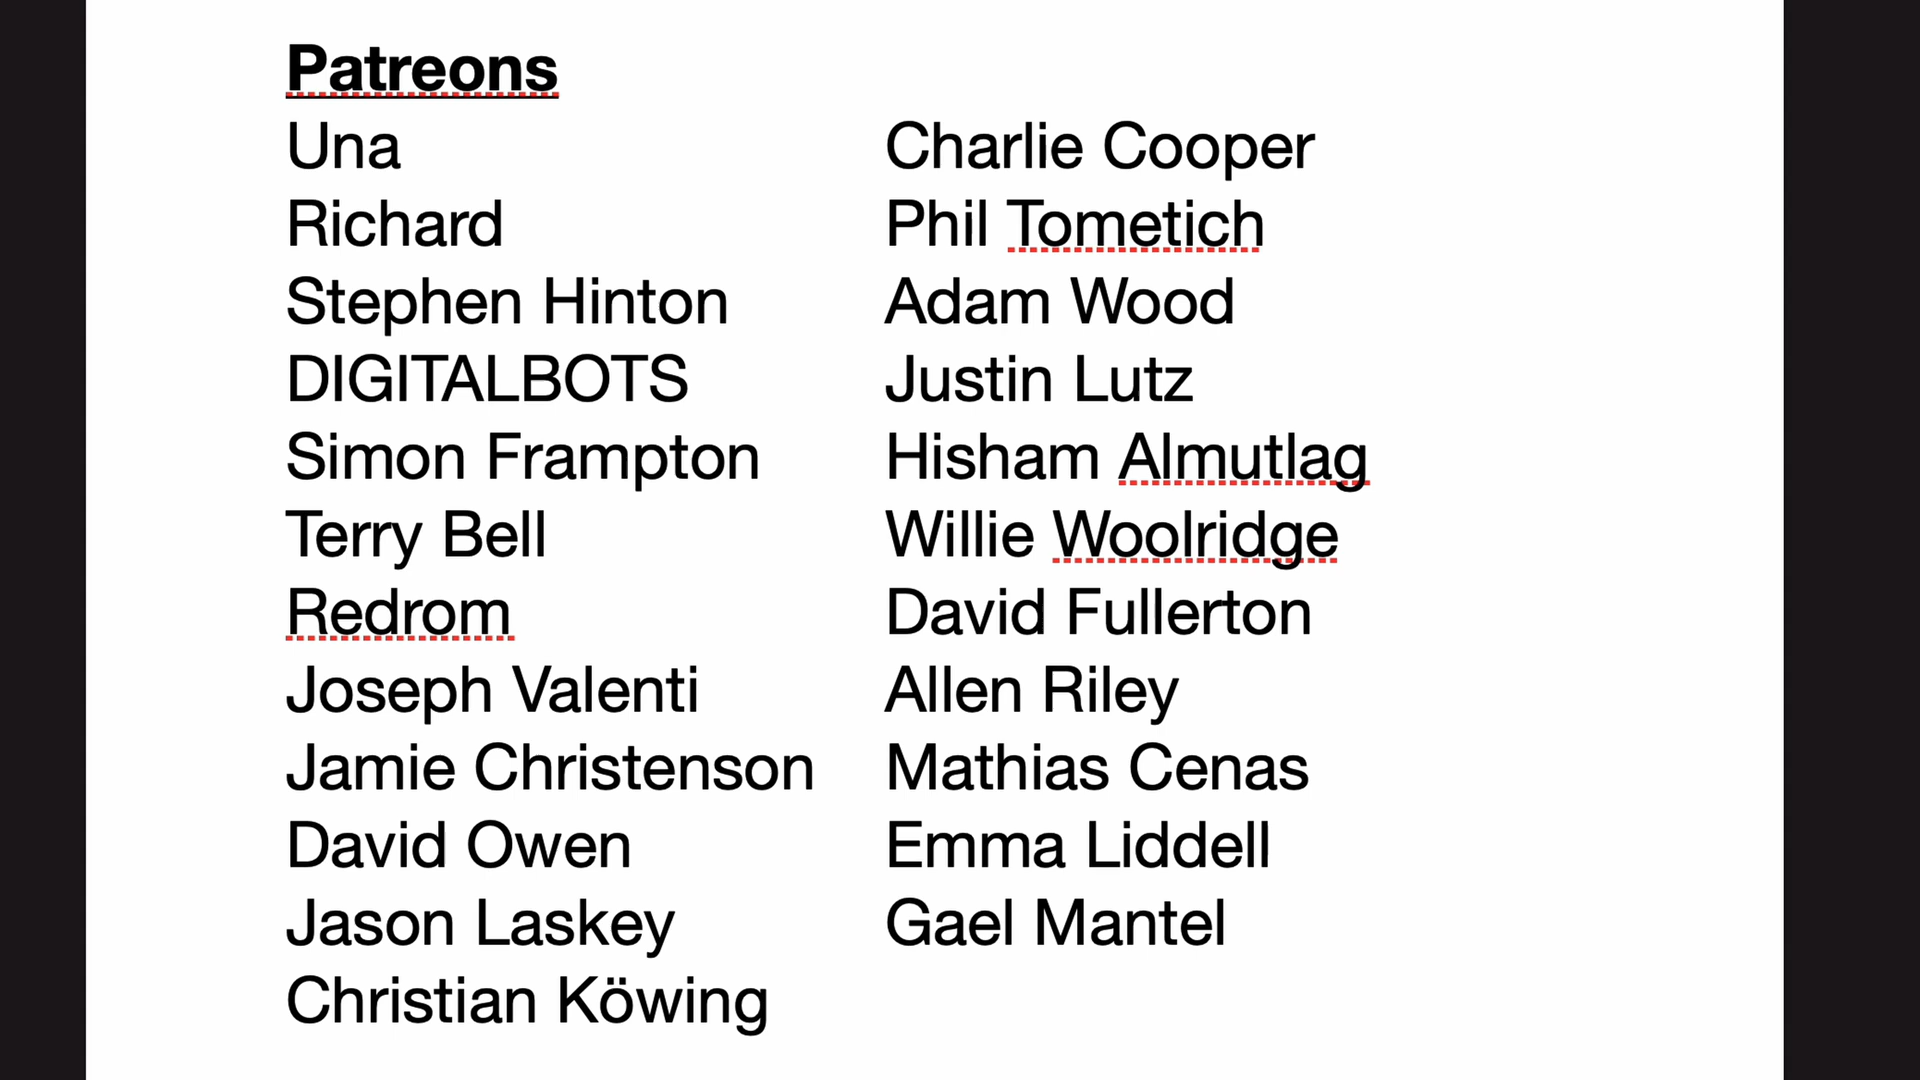 Patreons
Una
Richard
Stephen Hinton
DIGITALBOTS
Simon Frampton
Terry Bell
Redrom
Joseph Valenti
Jamie Christenson
David Owen
Jason Laskey
Christian Köwing
Charlie Cooper
Phil Tometich
Adam Wood
Justin Lutz
Hisham Almutlag
Willie Woolridge
David Fullerton
Allen Riley
Mathias Cenas
Emma Liddell
Gael Mantel